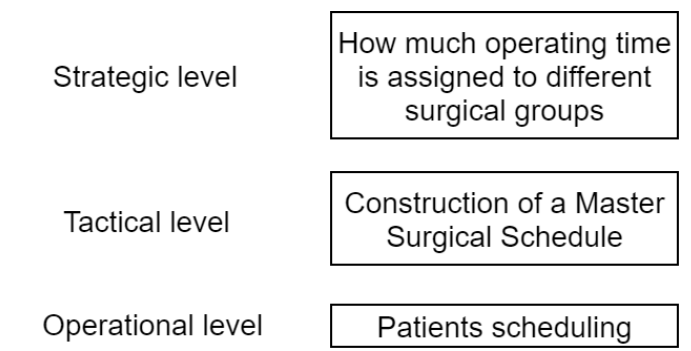 Strategic level
How much operating time
is assigned to different
surgical groups
Tactical level
Construction of a Master
Surgical Schedule
Operational level
Patients scheduling